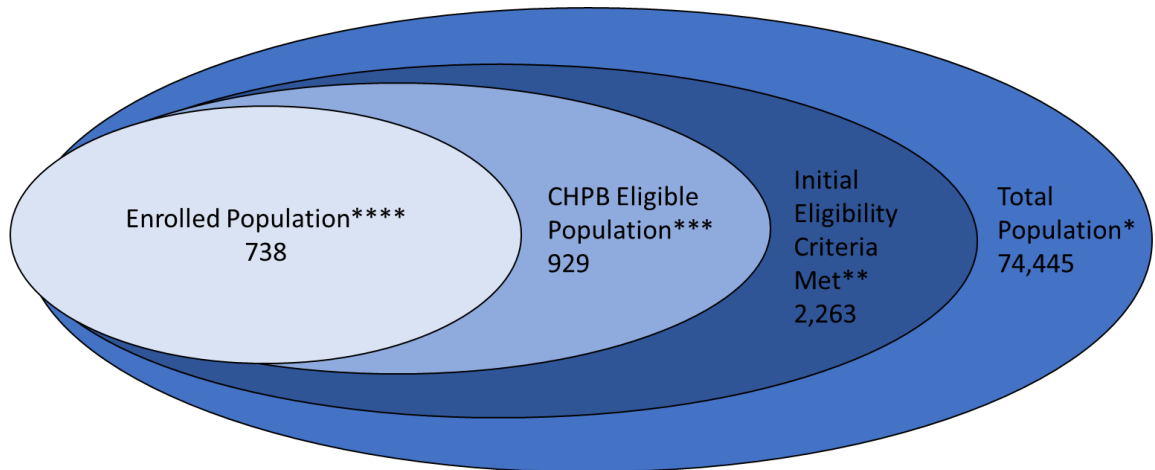 Enrolled Population****
738
CHPB Eligible
Population***
929
Initial
Eligibility
Criteria
Met**
2,263
Total
Population*
74,445